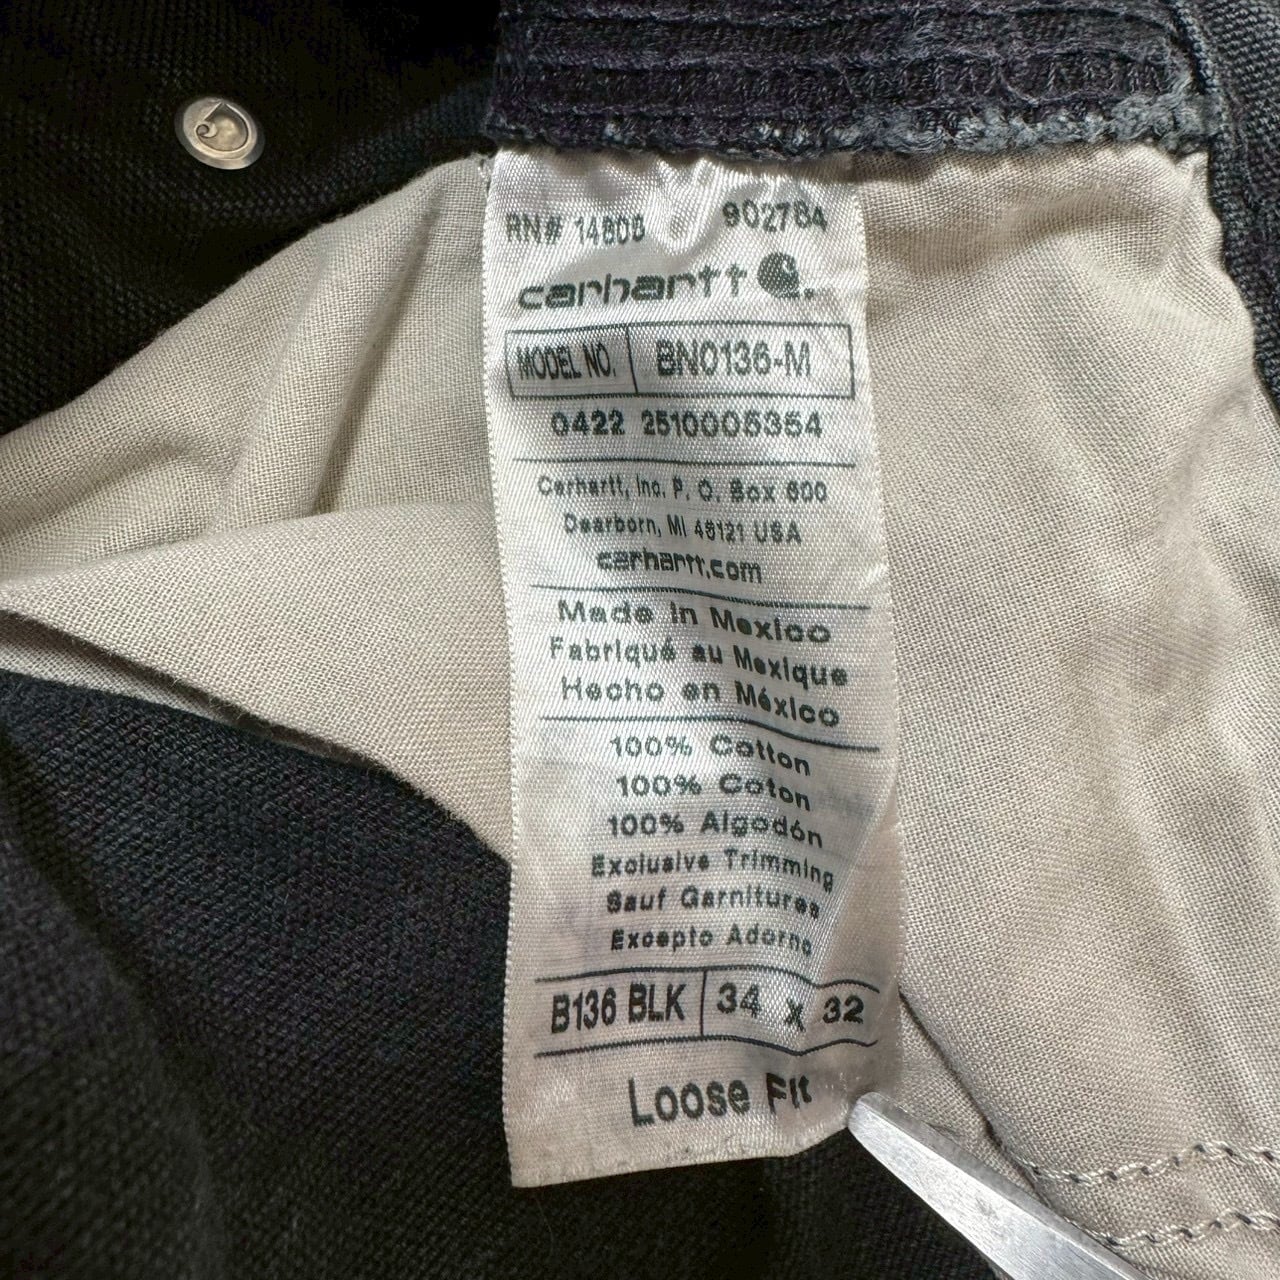 RN# 14806 902764
carhartt
MODEL NO. BN0136-M
0422 2510005354
Carhartt, Inc. P. O. Box 600
Dearborn, MI 48121 USA
carhartt.com
Made in Mexico
Fabriqué au Mexique
Hecho en México
100% Cotton
100% Coton
100% Algodón
Exclusive Trimming
Sauf Garnitures
Excepto Adorno
B136 BLK 34 x 32
Loose Fit